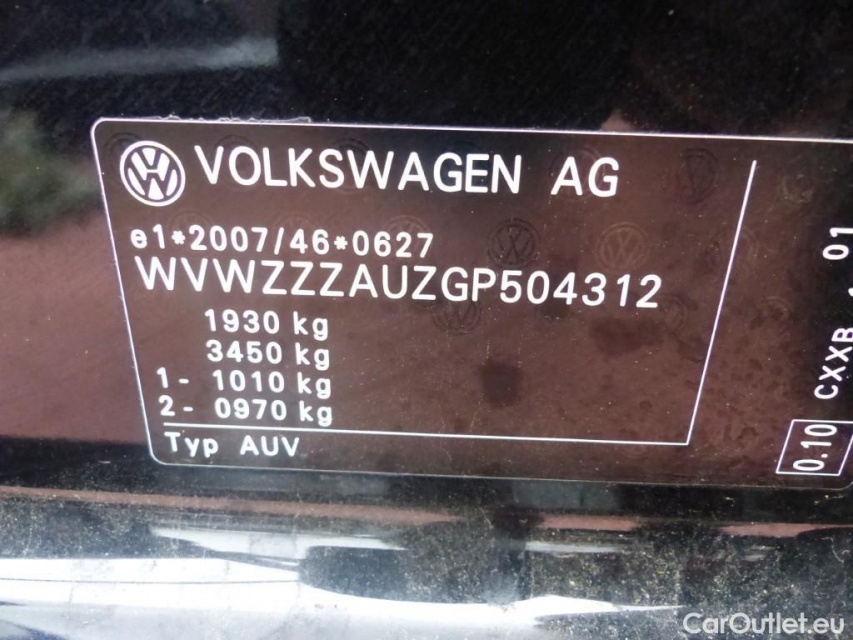 VOLKSWAGEN AG
e1*2007/46*0627
WVWZZZAUZGP504312
1930 kg
3450 kg
1- 1010 kg
2- 0970 kg
Typ AUV
01
CXXB
0.10
CarOutlet.eu